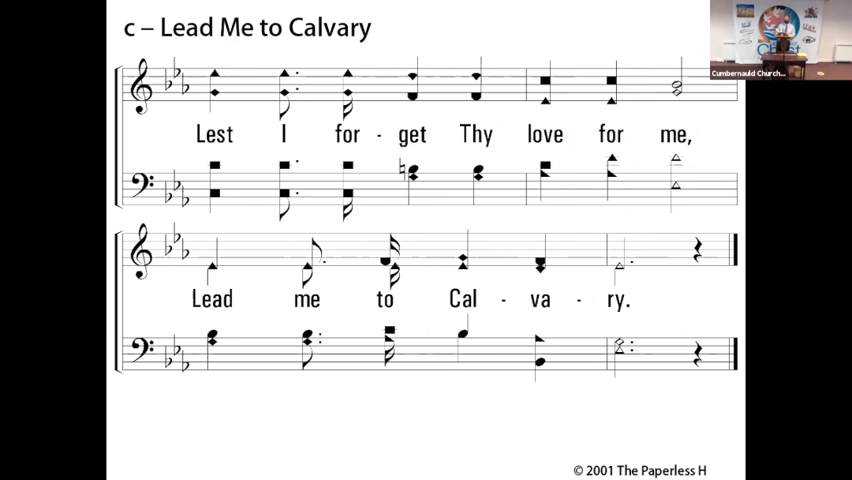 c – Lead Me to Calvary
Cumbernauld Church...
Lest I for - get Thy love for me,
Lead me to Cal - va - ry.
© 2001 The Paperless H